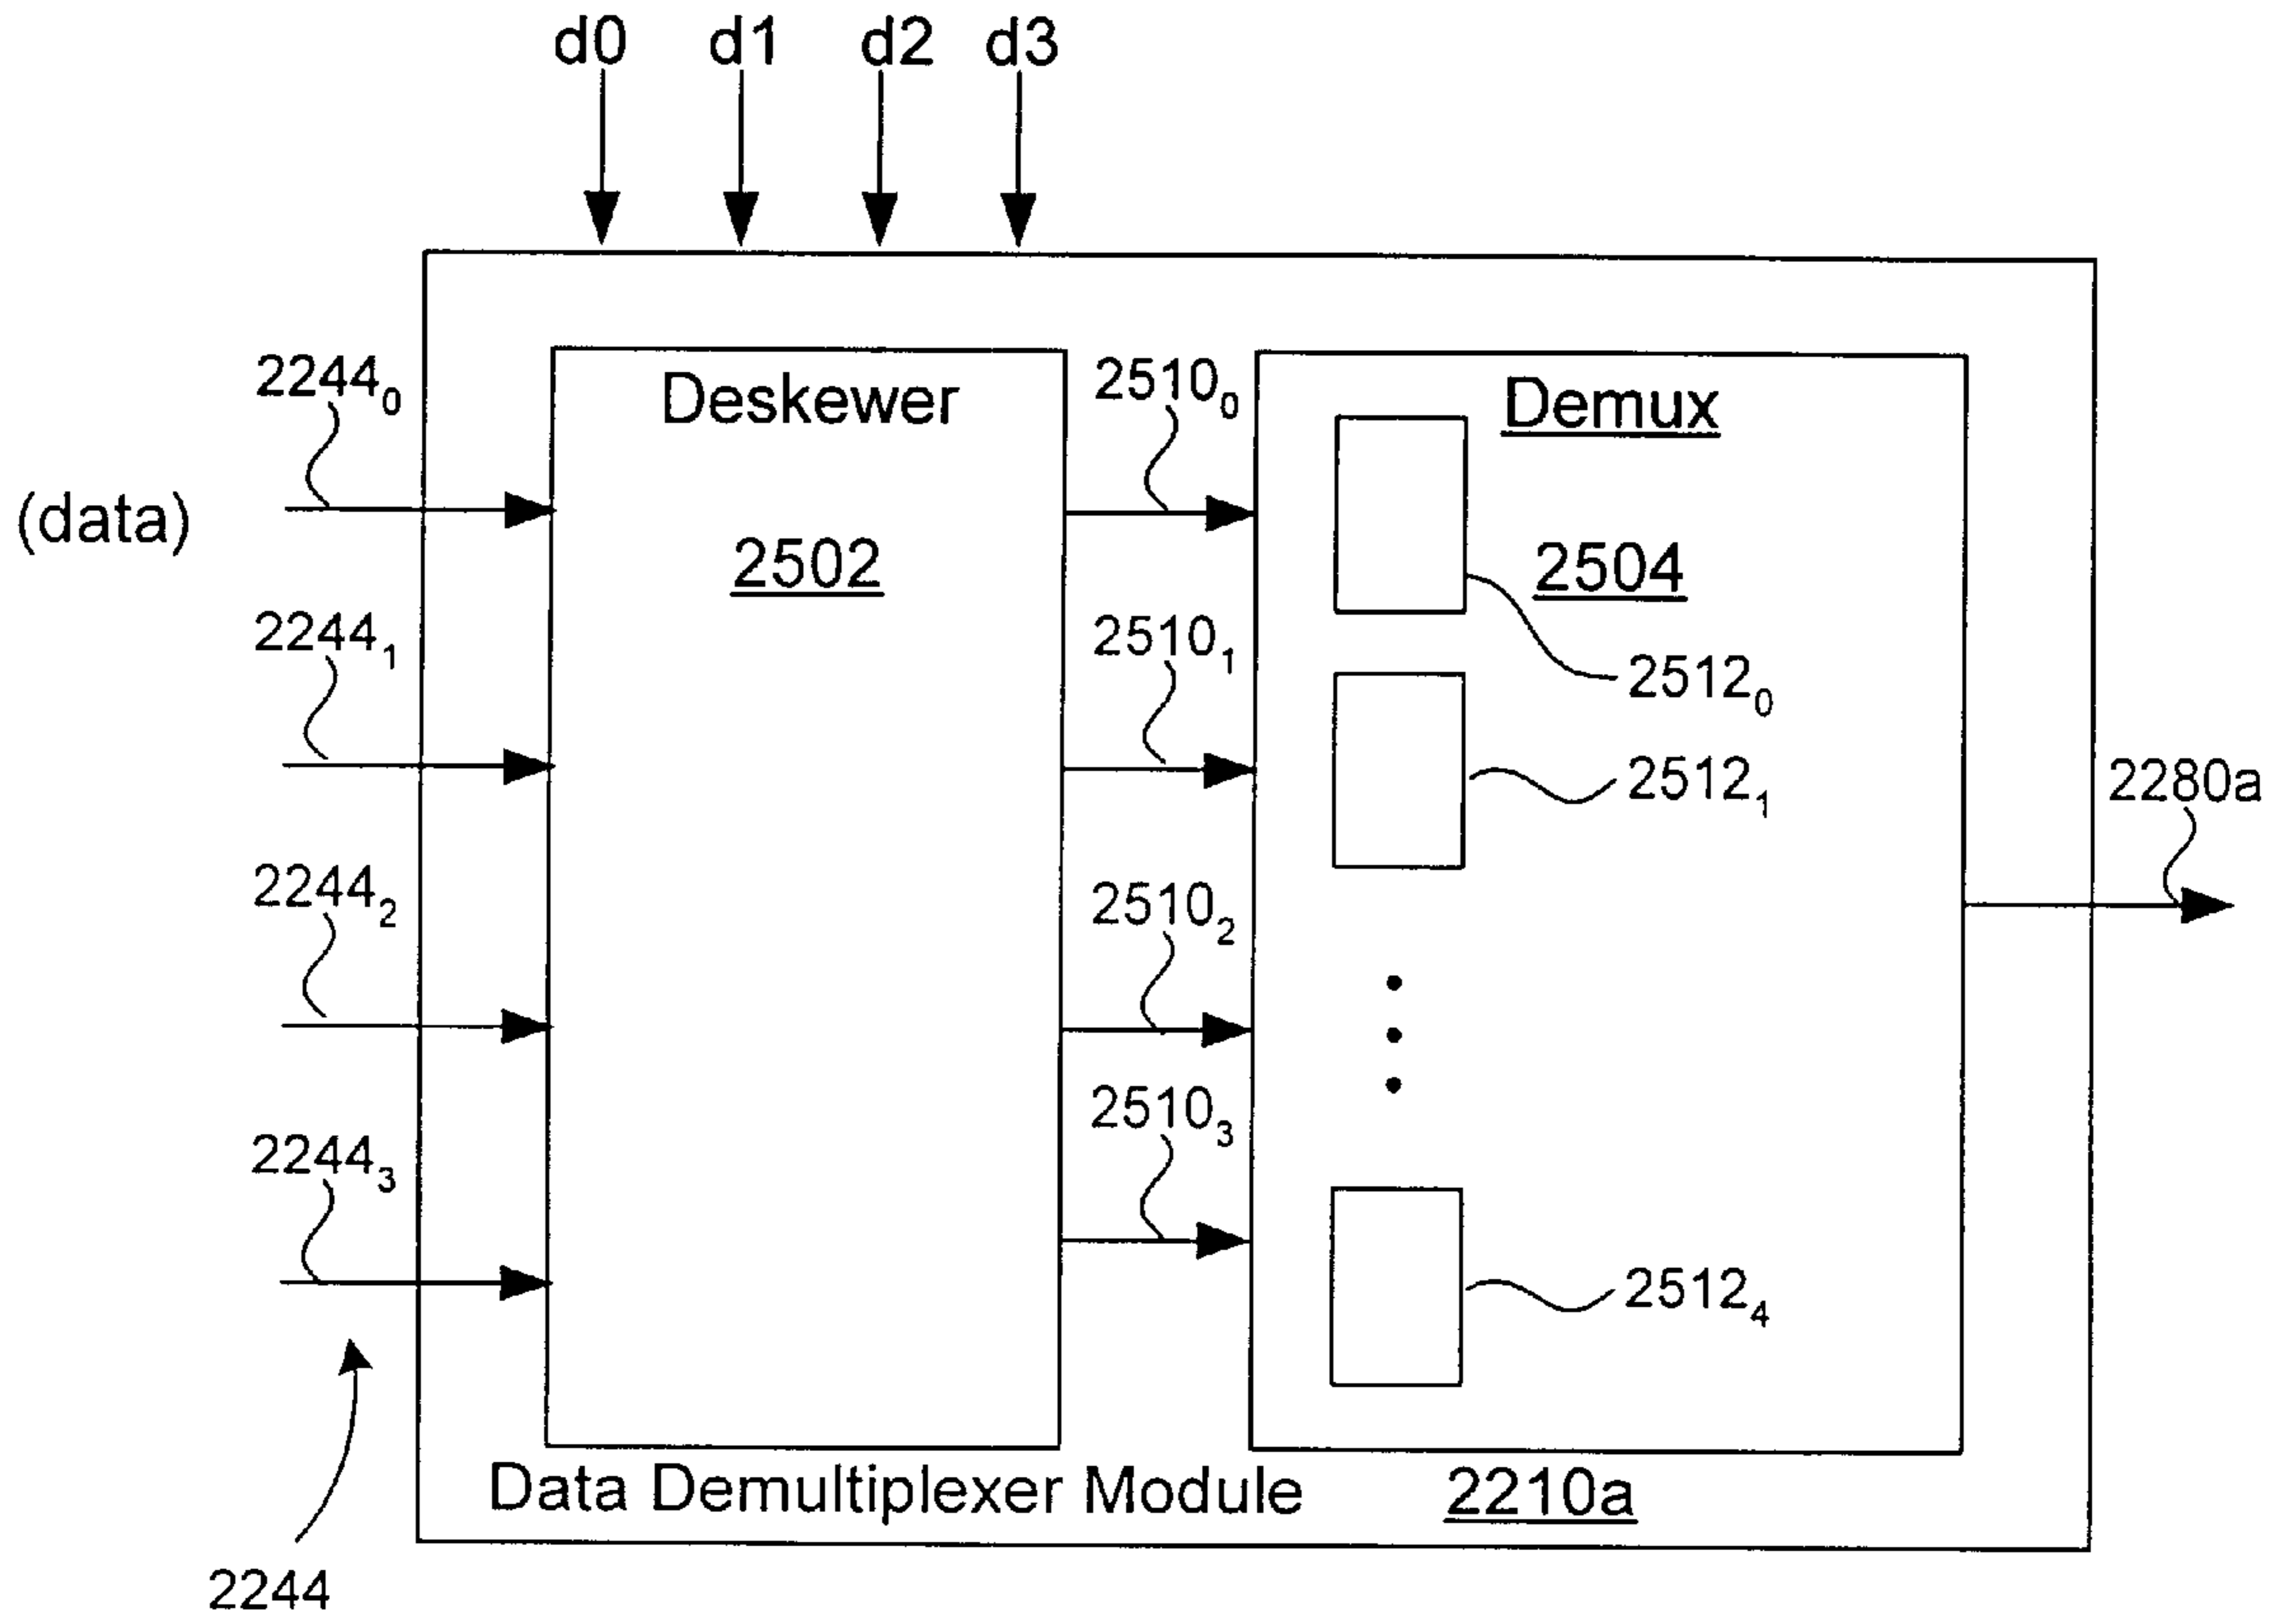 d0 d1 d2 d3
2244₀
Deskewer
2510₀
Demux
(data)
2502
2504
2244₁
2510₁
2512₀
2512₁
2280a
2244₂
2510₂
2510₃
2244₃
2512₄
Data Demultiplexer Module 2210a
2244